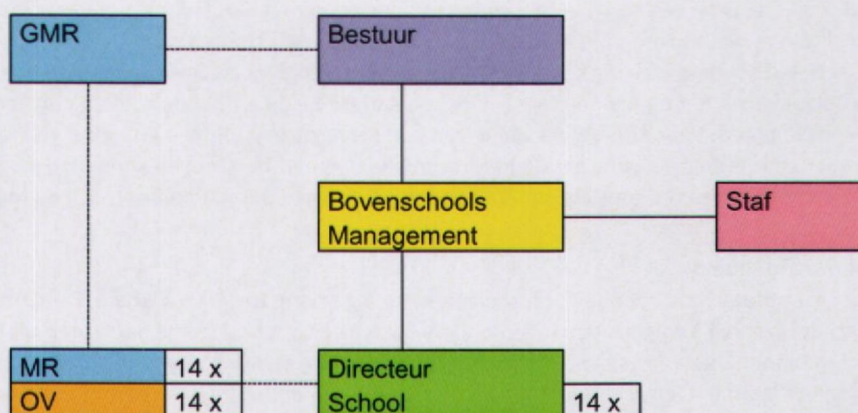 GMR
Bestuur
Bovenschools
Management
Staf
MR 14 x
OV 14 x
Directeur
School 14 x